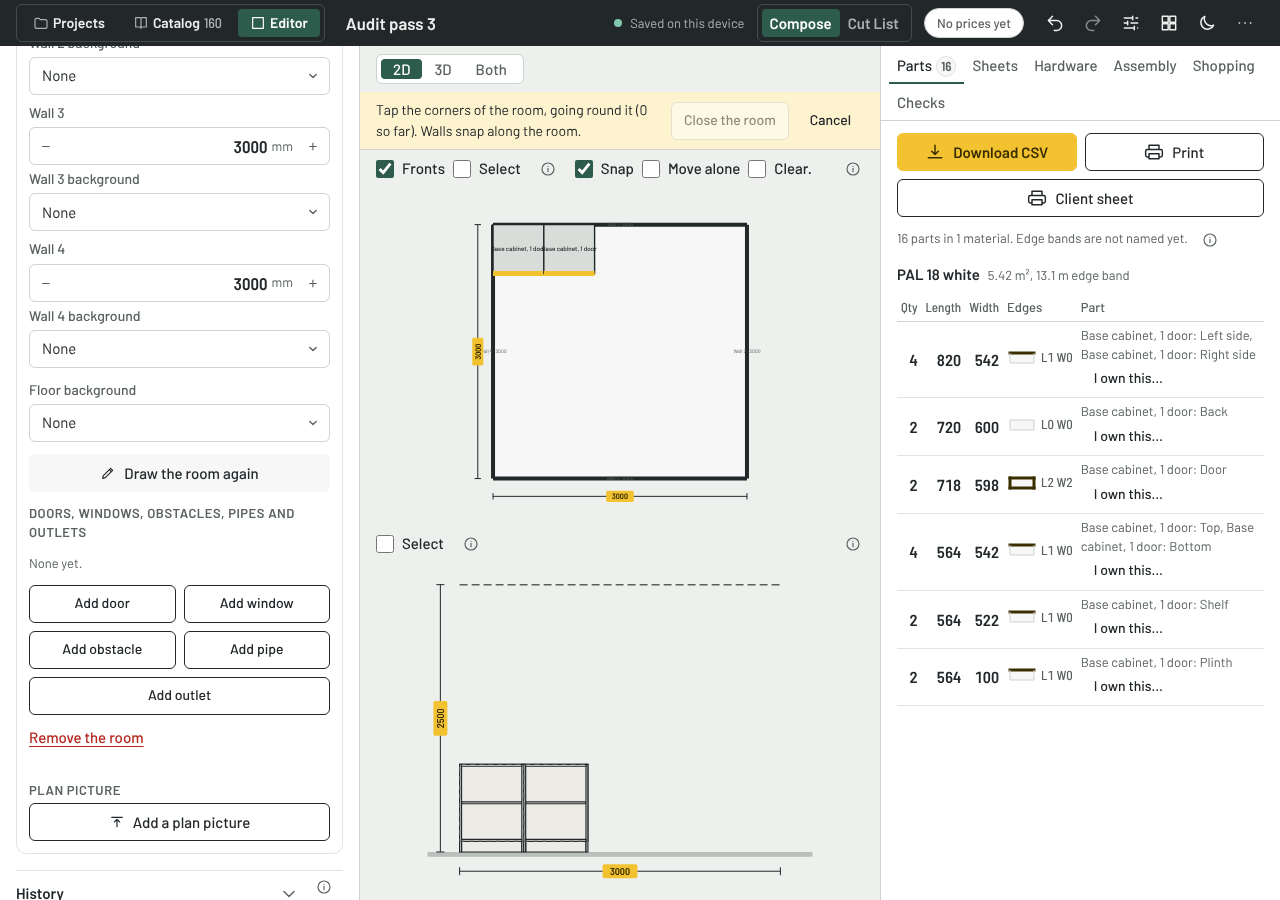 Projects
Catalog 160
Editor
Audit pass 3
Saved on this device
Compose
Cut List
No prices yet
Wall 2 background
None
Wall 3
3000 mm
Wall 3 background
None
Wall 4
3000 mm
Wall 4 background
None
Floor background
None
Draw the room again
DOORS, WINDOWS, OBSTACLES, PIPES AND
OUTLETS
None yet.
Add door
Add window
Add obstacle
Add pipe
Add outlet
Remove the room
PLAN PICTURE
Add a plan picture
History
2D
3D
Both
Tap the corners of the room, going round it (0
so far). Walls snap along the room.
Close the room
Cancel
Fronts
Select
Snap
Move alone
Clear.
Base cabinet, 1 door
3000
3000
Select
2500
3000
Parts 16
Sheets
Hardware
Assembly
Shopping
Checks
Download CSV
Print
Client sheet
16 parts in 1 material. Edge bands are not named yet.
PAL 18 white 5.42 m², 13.1 m edge band
Qty Length Width Edges Part
4 820 542 L1 W0 Base cabinet, 1 door: Left side,
Base cabinet, 1 door: Right side
I own this...
2 720 600 L0 W0 Base cabinet, 1 door: Back
I own this...
2 718 598 L2 W2 Base cabinet, 1 door: Door
I own this...
4 564 542 L1 W0 Base cabinet, 1 door: Top, Base
cabinet, 1 door: Bottom
I own this...
2 564 522 L1 W0 Base cabinet, 1 door: Shelf
I own this...
2 564 100 L1 W0 Base cabinet, 1 door: Plinth
I own this...